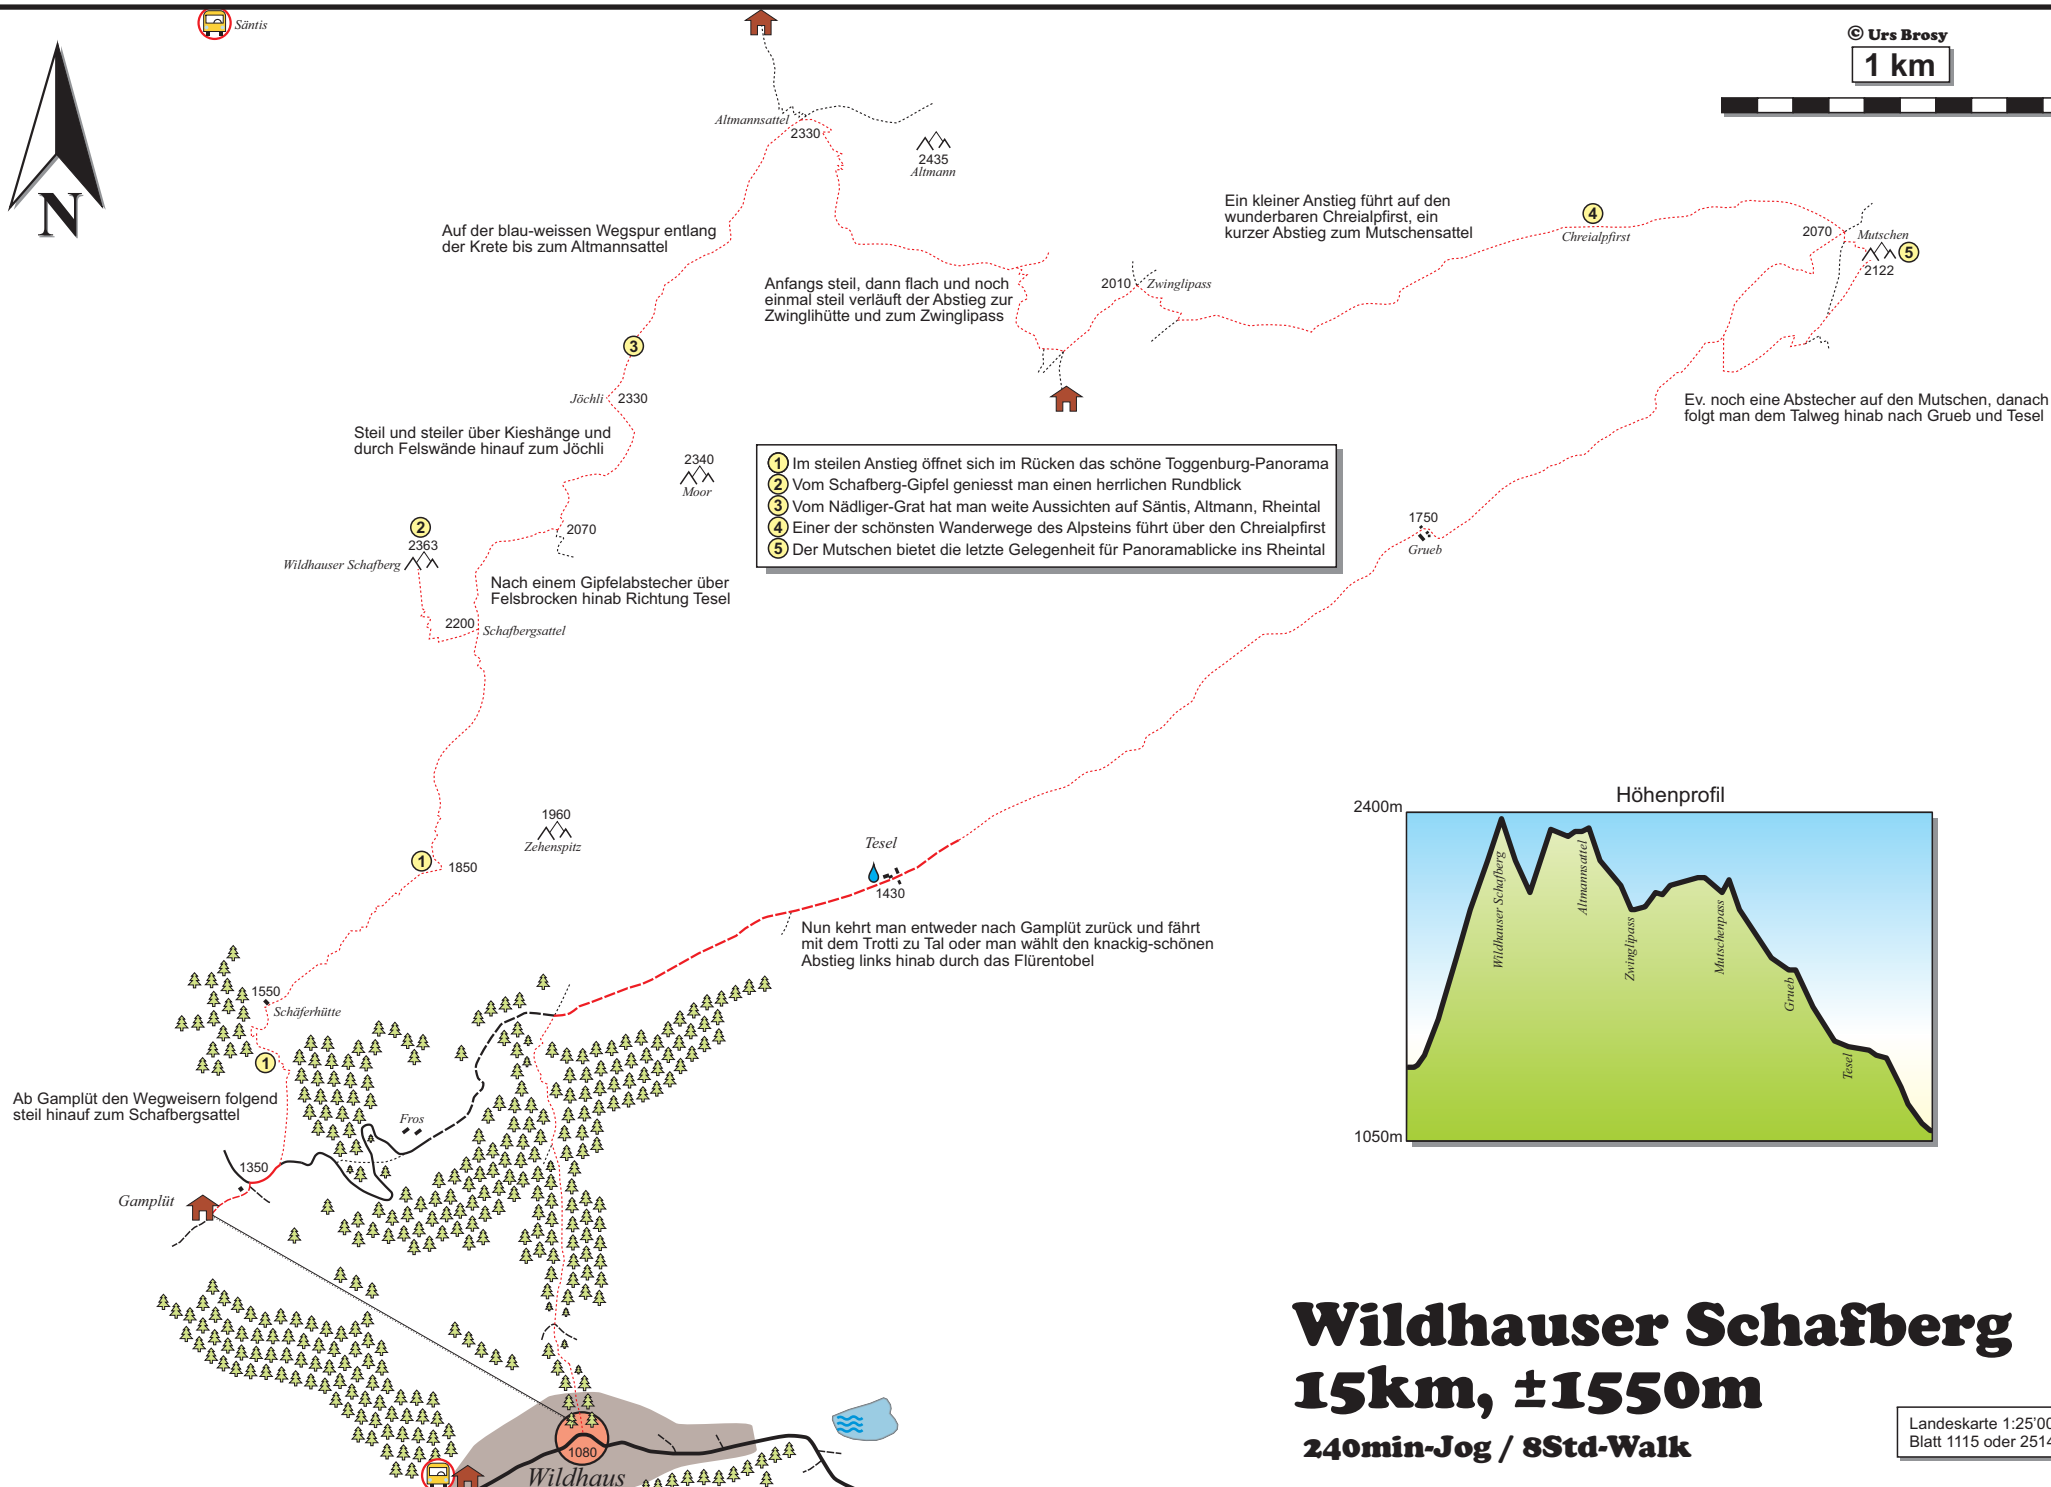 Säntis
© Urs Brosy
1 km
N
Altmannsattel
2330
2435
Altmann
Auf der blau-weissen Wegspur entlang
der Krete bis zum Altmannsattel
Ein kleiner Anstieg führt auf den
wunderbaren Chreialpfirst, ein
kurzer Abstieg zum Mutschensattel
4
Chreialpfirst
2070
Mutschen
5
2122
Anfangs steil, dann flach und noch
einmal steil verläuft der Abstieg zur
Zwinglihütte und zum Zwinglipass
2010
Zwinglipass
3
Jöchli
2330
Ev. noch eine Abstecher auf den Mutschen, danach
folgt man dem Talweg hinab nach Grueb und Tesel
Steil und steiler über Kieshänge und
durch Felswände hinauf zum Jöchli
2340
Moor
1 Im steilen Anstieg öffnet sich im Rücken das schöne Toggenburg-Panorama
2 Vom Schafberg-Gipfel geniesst man einen herrlichen Rundblick
3 Vom Nädliger-Grat hat man weite Aussichten auf Säntis, Altmann, Rheintal
4 Einer der schönsten Wanderwege des Alpsteins führt über den Chreialpfirst
5 Der Mutschen bietet die letzte Gelegenheit für Panoramablicke ins Rheintal
2
2363
Wildhauser Schafberg
2070
1750
Grueb
Nach einem Gipfelabstecher über
Felsbrocken hinab Richtung Tesel
2200
Schafbergsattel
1960
Zehenspitz
1
1850
Tesel
1430
Nun kehrt man entweder nach Gamplüt zurück und fährt
mit dem Trotti zu Tal oder man wählt den knackig-schönen
Abstieg links hinab durch das Flürentobel
Höhenprofil
2400m
Wildhauser Schafberg
Altmannsattel
Zwinglipass
Mutschenpass
Grueb
Tesel
1050m
1550
Schäferhütte
1
Ab Gamplüt den Wegweisern folgend
steil hinauf zum Schafbergsattel
Fros
1350
Gamplüt
1080
Wildhaus
Wildhauser Schafberg
15km, ±1550m
240min-Jog / 8Std-Walk
Landeskarte 1:25'00
Blatt 1115 oder 2514